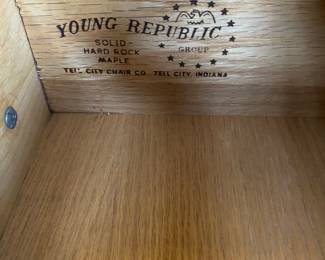 YOUNG REPUBLIC
SOLID
HARD ROCK
MAPLE
GROUP
TELL CITY CHAIR CO. TELL CITY, INDIANA